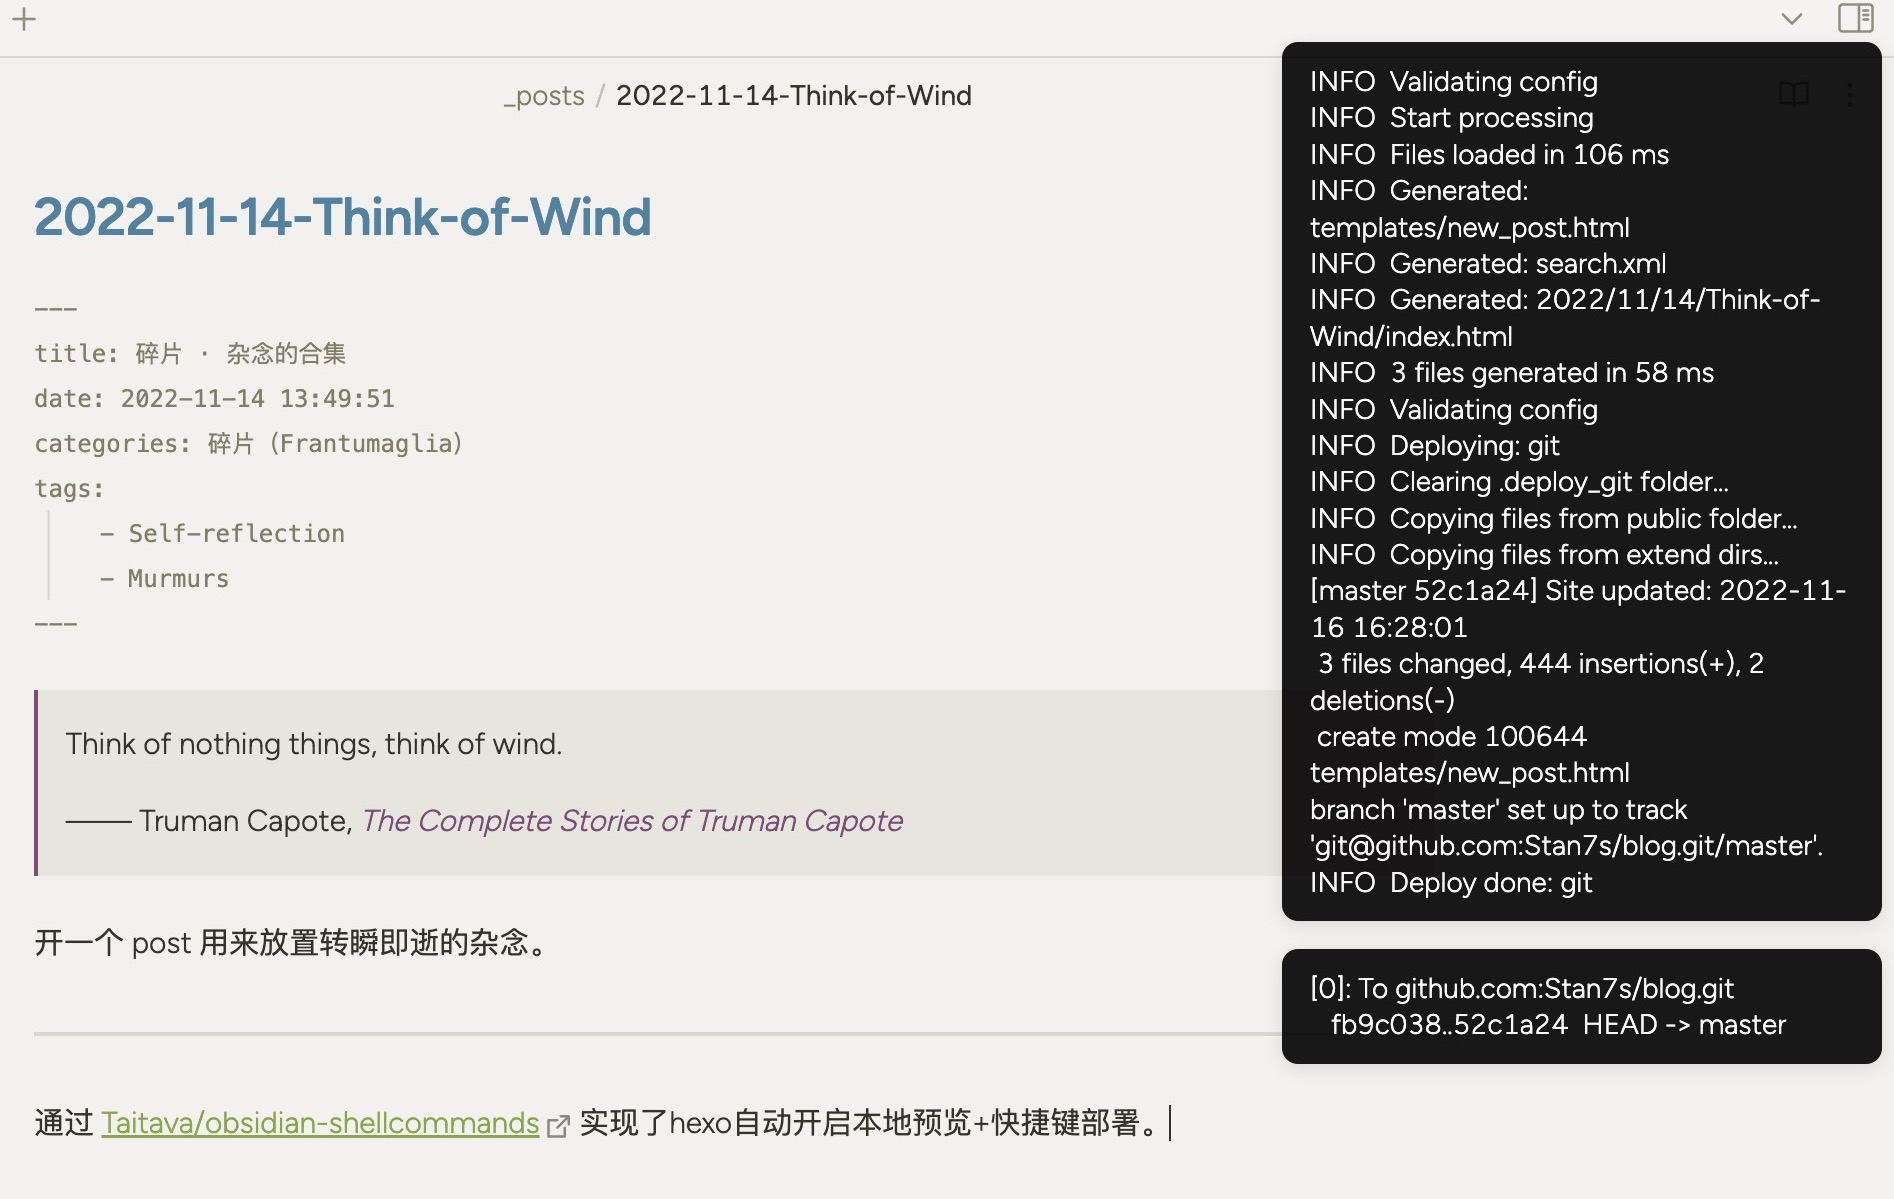 _posts / 2022-11-14-Think-of-Wind
2022-11-14-Think-of-Wind
---
title: 碎片 · 杂念的合集
date: 2022-11-14 13:49:51
categories: 碎片（Frantumaglia）
tags:
- Self-reflection
- Murmurs
---
Think of nothing things, think of wind.
—— Truman Capote, The Complete Stories of Truman Capote
开一个 post 用来放置转瞬即逝的杂念。
通过 Taitava/obsidian-shellcommands 实现了hexo自动开启本地预览+快捷键部署。
INFO  Validating config
INFO  Start processing
INFO  Files loaded in 106 ms
INFO  Generated:
templates/new_post.html
INFO  Generated: search.xml
INFO  Generated: 2022/11/14/Think-of-
Wind/index.html
INFO  3 files generated in 58 ms
INFO  Validating config
INFO  Deploying: git
INFO  Clearing .deploy_git folder...
INFO  Copying files from public folder...
INFO  Copying files from extend dirs...
[master 52c1a24] Site updated: 2022-11-
16 16:28:01
3 files changed, 444 insertions(+), 2
deletions(-)
create mode 100644
templates/new_post.html
branch 'master' set up to track
'git@github.com:Stan7s/blog.git/master'.
INFO  Deploy done: git
[0]: To github.com:Stan7s/blog.git
fb9c038..52c1a24  HEAD -> master